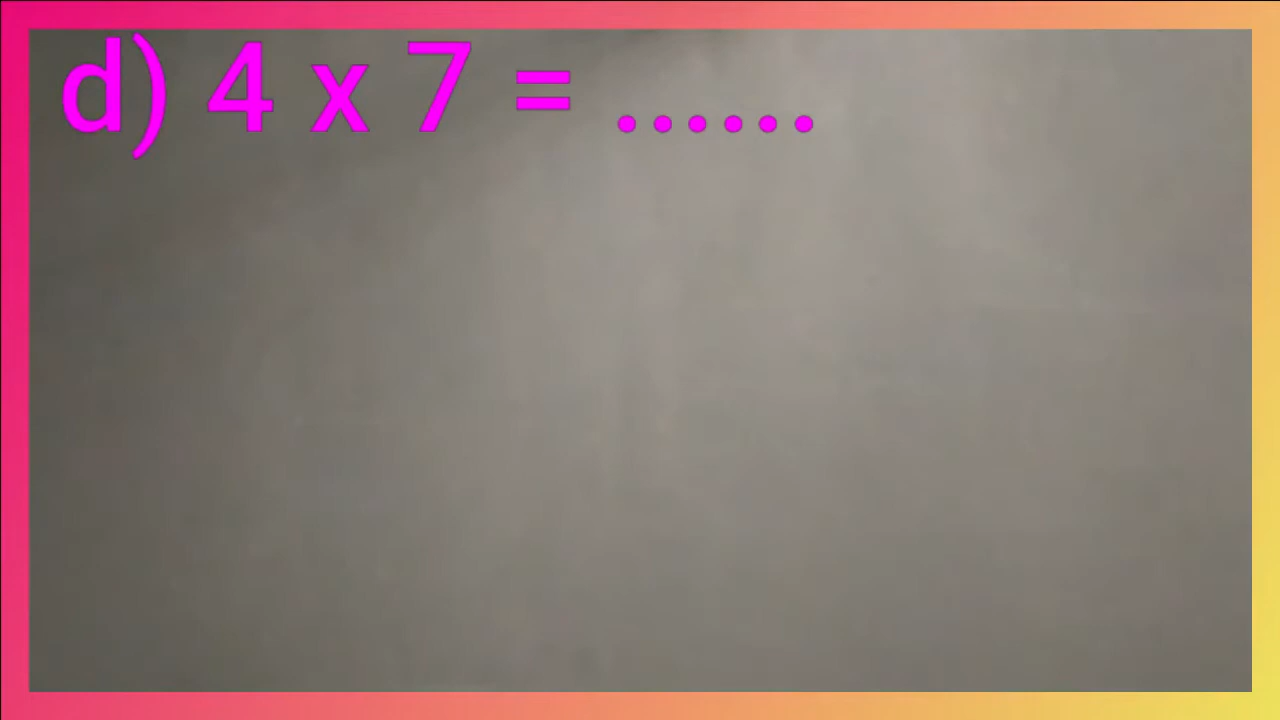 d) 4 x 7 = ......